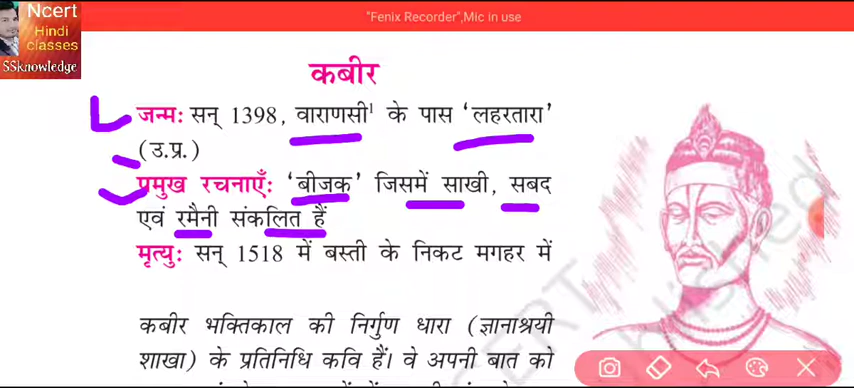 "Fenix Recorder",Mic in use
Ncert
Hindi
classes
SSknowledge
कबीर
जन्म: सन् 1398, वाराणसी¹ के पास ‘लहरतारा’
(उ.प्र.)
प्रमुख रचनाएँ: ‘बीजक’ जिसमें साखी, सबद
एवं रमैनी संकलित हैं
मृत्यु: सन् 1518 में बस्ती के निकट मगहर में
कबीर भक्तिकाल की निर्गुण धारा (ज्ञानाश्रयी
शाखा) के प्रतिनिधि कवि हैं। वे अपनी बात को